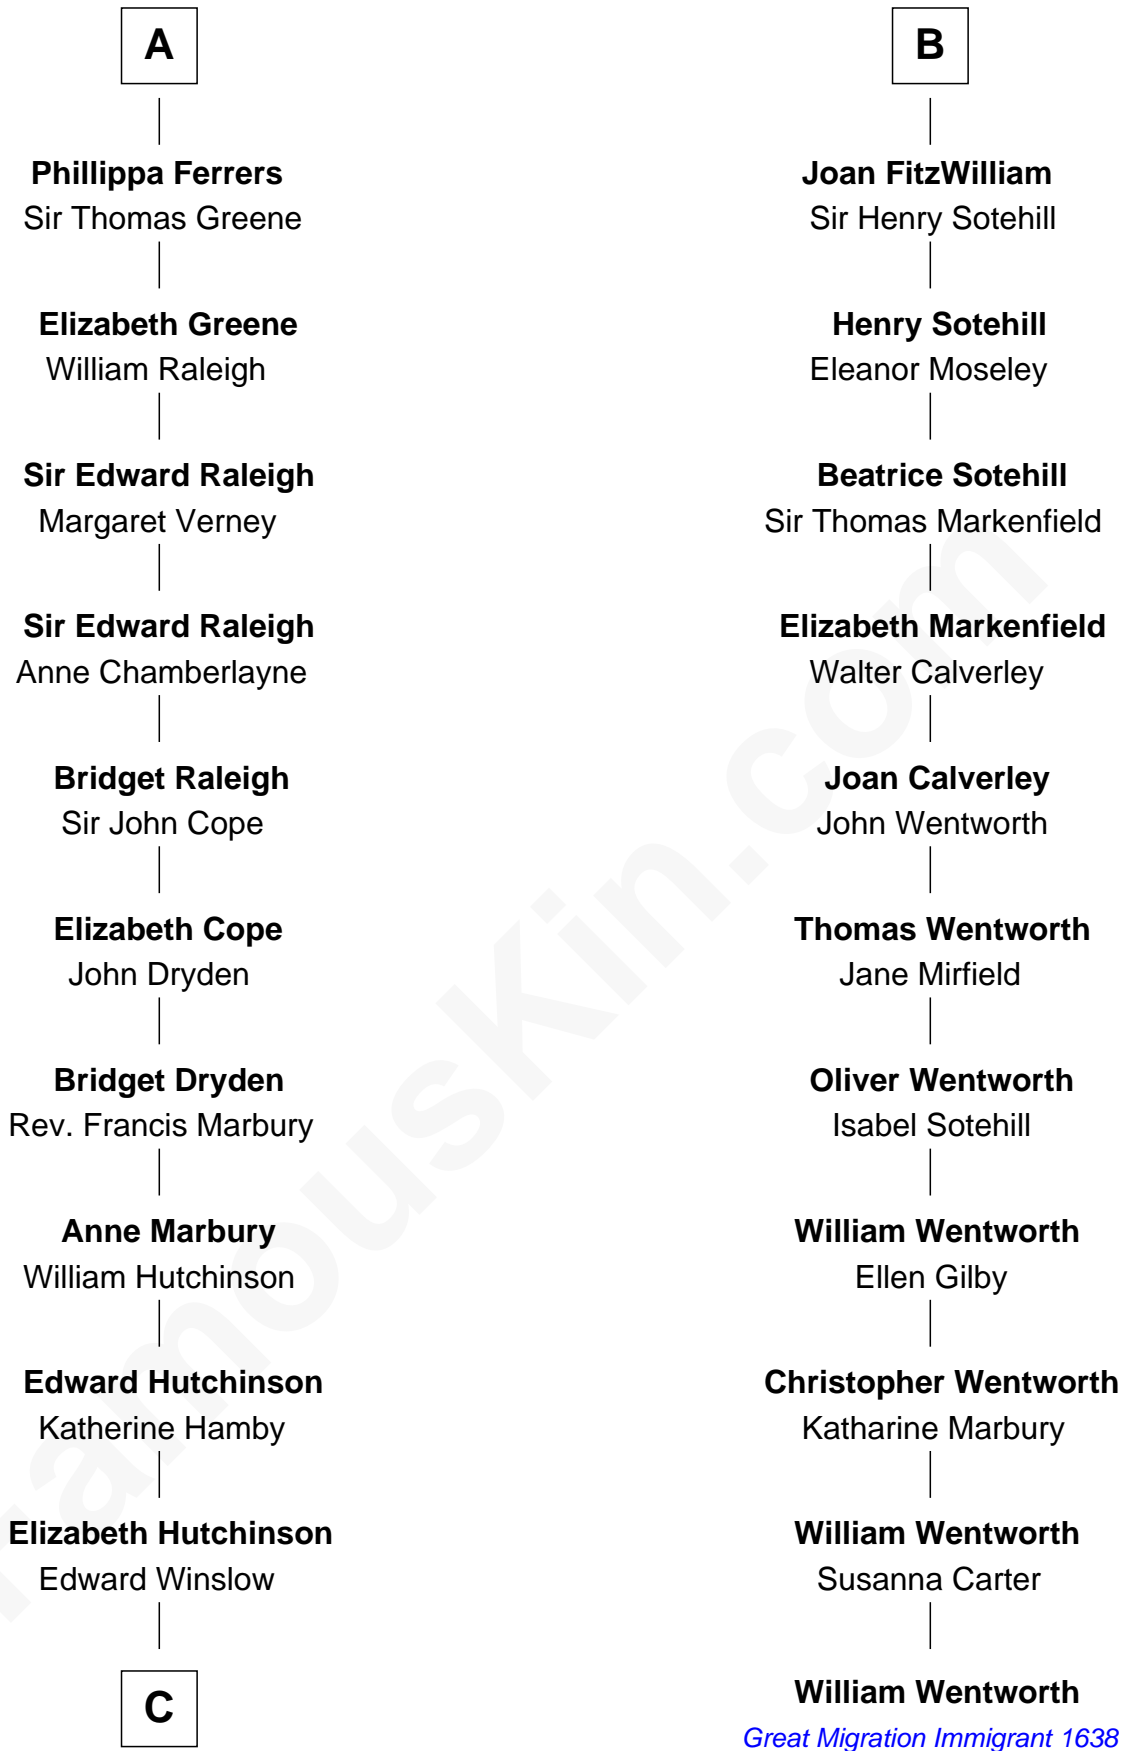 A
Phillippa Ferrers
Sir Thomas Greene
Elizabeth Greene
William Raleigh
Sir Edward Raleigh
Margaret Verney
Sir Edward Raleigh
Anne Chamberlayne
Bridget Raleigh
Sir John Cope
Elizabeth Cope
John Dryden
Bridget Dryden
Rev. Francis Marbury
Anne Marbury
William Hutchinson
Edward Hutchinson
Katherine Hamby
Elizabeth Hutchinson
Edward Winslow
C
B
Joan FitzWilliam
Sir Henry Sotehill
Henry Sotehill
Eleanor Moseley
Beatrice Sotehill
Sir Thomas Markenfield
Elizabeth Markenfield
Walter Calverley
Joan Calverley
John Wentworth
Thomas Wentworth
Jane Mirfield
Oliver Wentworth
Isabel Sotehill
William Wentworth
Ellen Gilby
Christopher Wentworth
Katharine Marbury
William Wentworth
Susanna Carter
William Wentworth
Great Migration Immigrant 1638
FamousKin.com